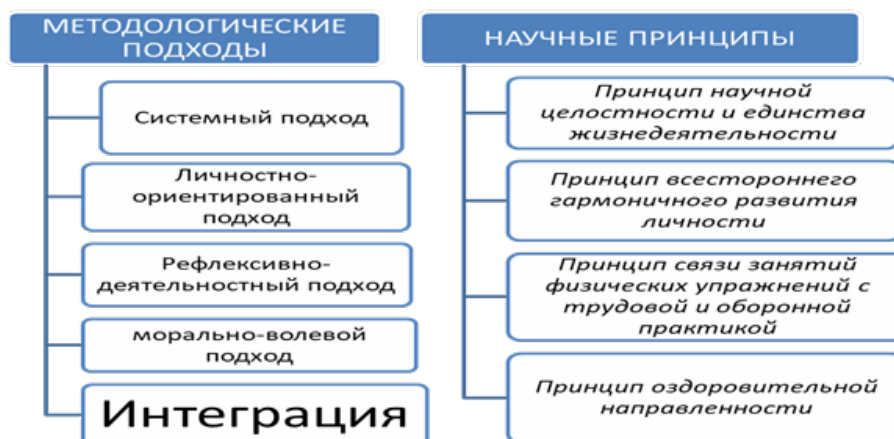 МЕТОДОЛОГИЧЕСКИЕ
ПОДХОДЫ
Системный подход
Личностно-
ориентированный
подход
Рефлексивно-
деятельностный подход
морально-волевой
подход
Интеграция
НАУЧНЫЕ ПРИНЦИПЫ
Принцип научной
целостности и единства
жизнедеятельности
Принцип всестороннего
гармоничного развития
личности
Принцип связи занятий
физических упражнений с
трудовой и оборонной
практикой
Принцип оздоровительной
направленности